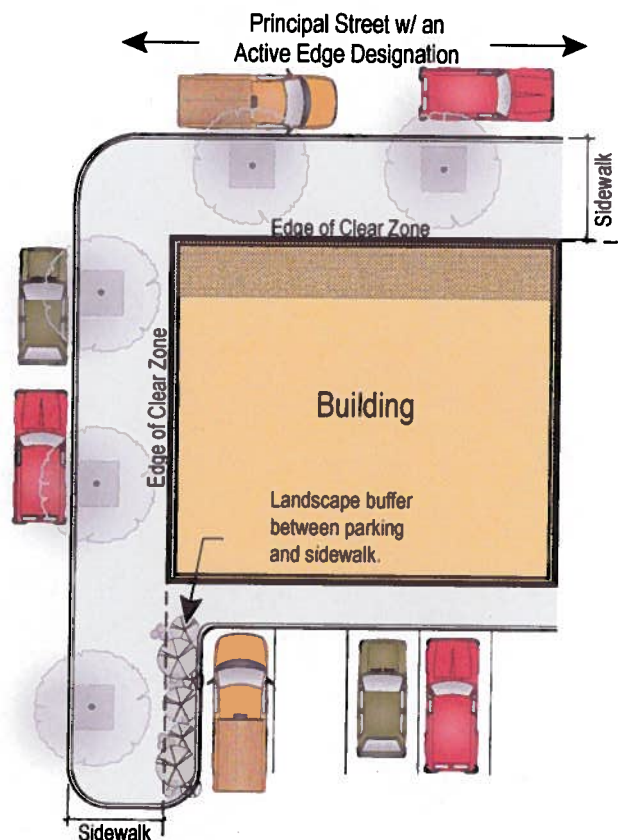 Principal Street w/ an
Active Edge Designation
Sidewalk
Edge of Clear Zone
Edge of Clear Zone
Building
Landscape buffer
between parking
and sidewalk.
Sidewalk